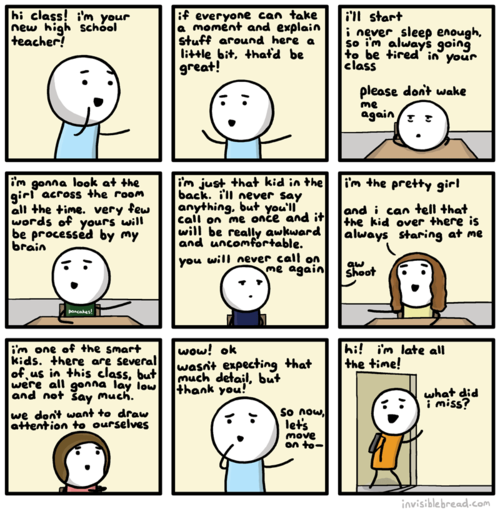 hi class! i'm your
new high school
teacher!
if everyone can take
a moment and explain
stuff around here a
little bit, that'd be
great!
i'll start
i never sleep enough,
so i'm always going
to be tired in your
class
please don't wake
me
again
i'm gonna look at the
girl across the room
all the time. very few
words of yours will
be processed by my
brain
pancakes!
i'm just that kid in the
back. i'll never say
anything, but you'll
call on me once and it
will be really awkward
and uncomfortable.
you will never call on
me again
i'm the pretty girl
and i can tell that
the kid over there is
always staring at me
aw
shoot
i'm one of the smart
kids. there are several
of us in this class, but
we're all gonna lay low
and not say much.
we don't want to draw
attention to ourselves
wow! ok
wasn't expecting that
much detail, but
thank you!
so now,
let's
move
on to—
hi! i'm late all
the time!
what did
i miss?
invisiblebread.com